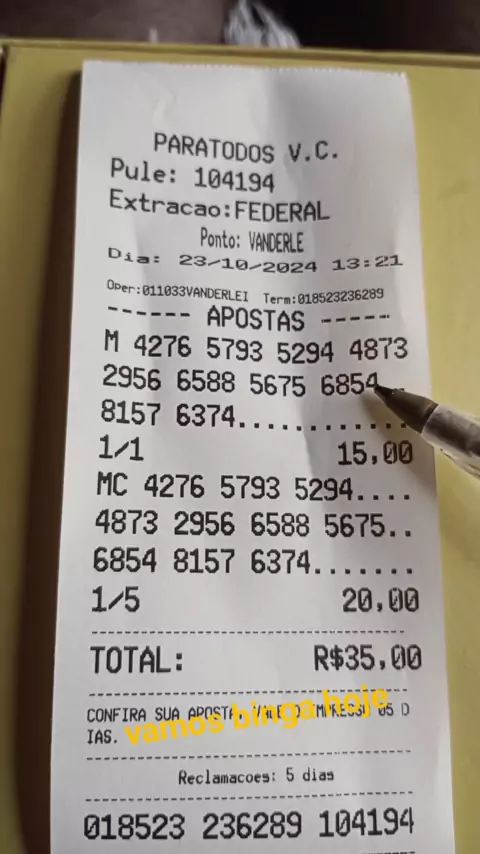 PARATODOS V.C.
Pule: 104194
Extracao:FEDERAL
Ponto: VANDERLE
Dia: 23/10/2024 13:21
Oper:011033VANDERLEI Term:018523236289
------ APOSTAS -----
M 4276 5793 5294 4873
2956 6588 5675 6854..
8157 6374............
1/1 15,00
MC 4276 5793 5294....
4873 2956 6588 5675..
6854 8157 6374.......
1/5 20,00
TOTAL: R$35,00
CONFIRA SUA APOSTA. 05 D
IAS.
vamos binga hoje
Reclamacoes: 5 dias
018523 236289 104194